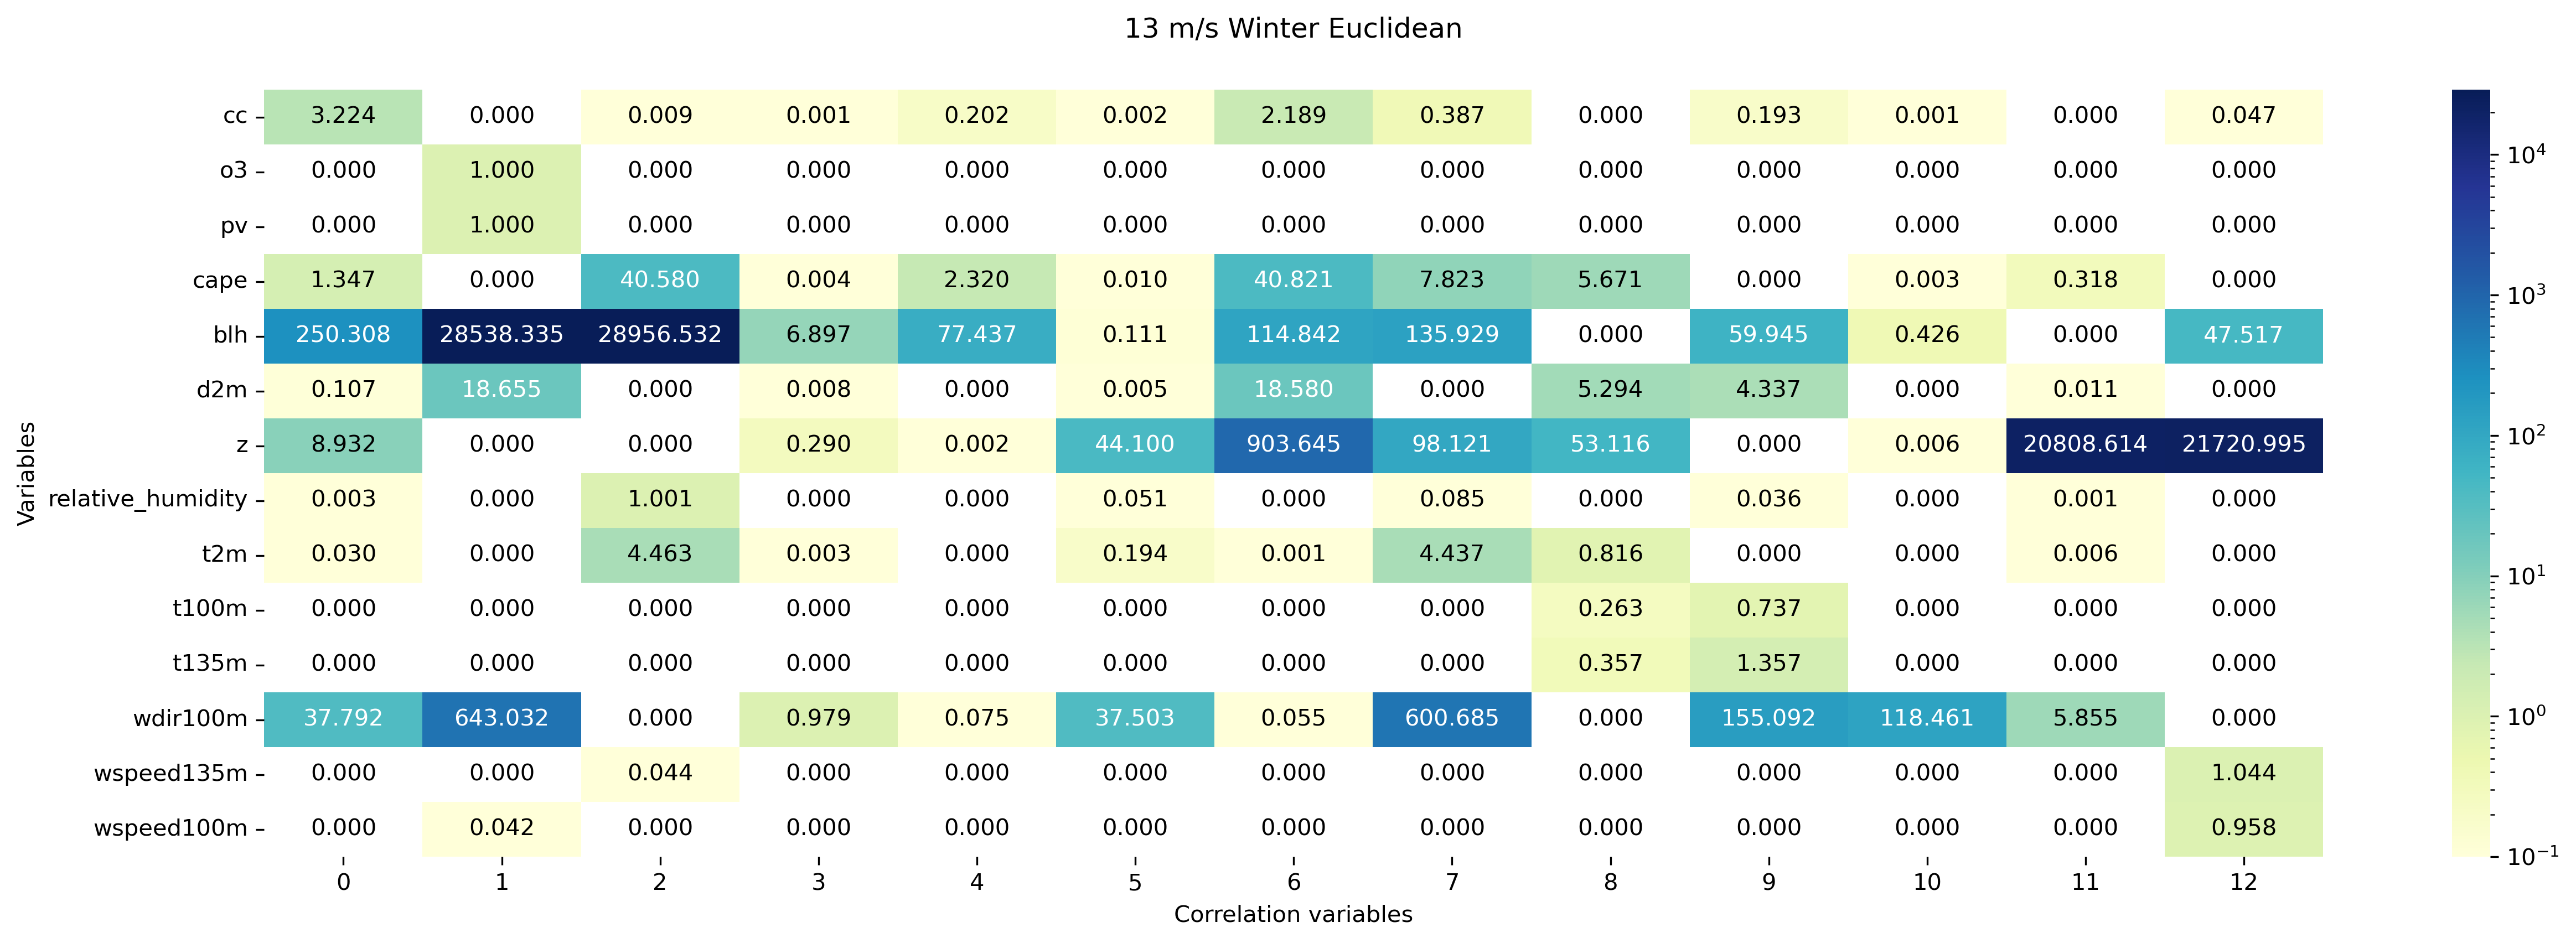 13 m/s Winter Euclidean
cc 3.224 0.000 0.009 0.001 0.202 0.002 2.189 0.387 0.000 0.193 0.001 0.000 0.047
o3 0.000 1.000 0.000 0.000 0.000 0.000 0.000 0.000 0.000 0.000 0.000 0.000 0.000
pv 0.000 1.000 0.000 0.000 0.000 0.000 0.000 0.000 0.000 0.000 0.000 0.000 0.000
cape 1.347 0.000 40.580 0.004 2.320 0.010 40.821 7.823 5.671 0.000 0.003 0.318 0.000
blh 250.308 28538.335 28956.532 6.897 77.437 0.111 114.842 135.929 0.000 59.945 0.426 0.000 47.517
d2m 0.107 18.655 0.000 0.008 0.000 0.005 18.580 0.000 5.294 4.337 0.000 0.011 0.000
z 8.932 0.000 0.000 0.290 0.002 44.100 903.645 98.121 53.116 0.000 0.006 20808.614 21720.995
relative_humidity 0.003 0.000 1.001 0.000 0.000 0.051 0.000 0.085 0.000 0.036 0.000 0.001 0.000
t2m 0.030 0.000 4.463 0.003 0.000 0.194 0.001 4.437 0.816 0.000 0.000 0.006 0.000
t100m 0.000 0.000 0.000 0.000 0.000 0.000 0.000 0.000 0.263 0.737 0.000 0.000 0.000
t135m 0.000 0.000 0.000 0.000 0.000 0.000 0.000 0.000 0.357 1.357 0.000 0.000 0.000
wdir100m 37.792 643.032 0.000 0.979 0.075 37.503 0.055 600.685 0.000 155.092 118.461 5.855 0.000
wspeed135m 0.000 0.000 0.044 0.000 0.000 0.000 0.000 0.000 0.000 0.000 0.000 0.000 1.044
wspeed100m 0.000 0.042 0.000 0.000 0.000 0.000 0.000 0.000 0.000 0.000 0.000 0.000 0.958
0 1 2 3 4 5 6 7 8 9 10 11 12
Correlation variables
Variables
10⁴
10³
10²
10¹
10⁰
10⁻¹